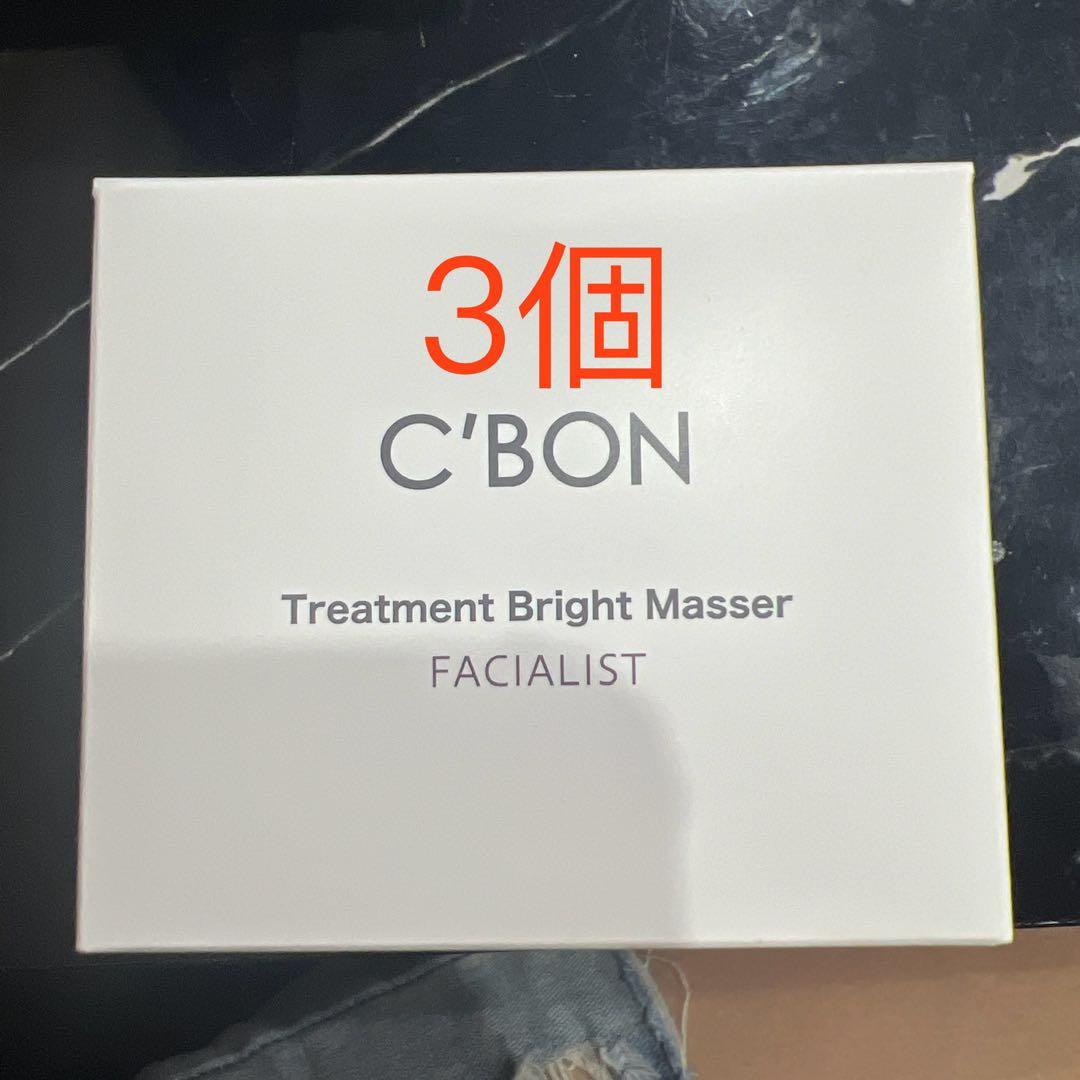 3個
C'BON
Treatment Bright Masser
FACIALIST